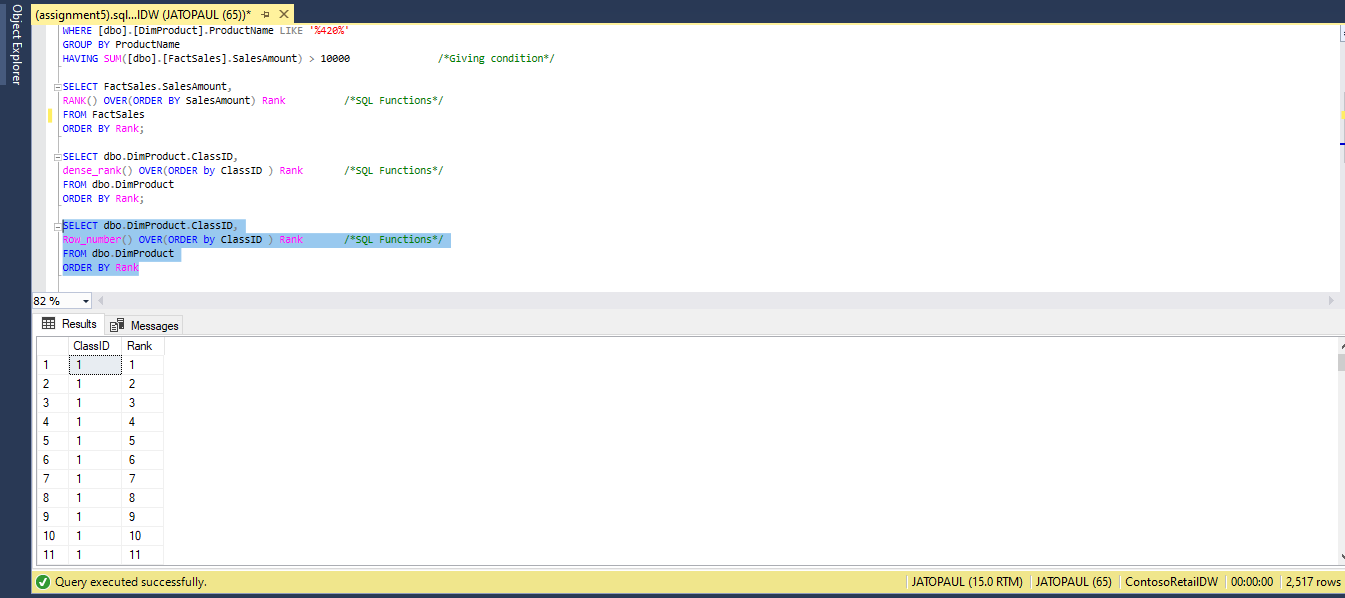 Object Explorer
(assignment5).sql...IDW (JATOPAUL (65))*
WHERE [dbo].[DimProduct].ProductName LIKE '%420%'
GROUP BY ProductName
HAVING SUM([dbo].[FactSales].SalesAmount) > 10000 /*Giving condition*/
SELECT FactSales.SalesAmount,
RANK() OVER(ORDER BY SalesAmount) Rank /*SQL Functions*/
FROM FactSales
ORDER BY Rank;
SELECT dbo.DimProduct.ClassID,
dense_rank() OVER(ORDER by ClassID ) Rank /*SQL Functions*/
FROM dbo.DimProduct
ORDER BY Rank;
SELECT dbo.DimProduct.ClassID,
Row_number() OVER(ORDER by ClassID ) Rank /*SQL Functions*/
FROM dbo.DimProduct
ORDER BY Rank
82 %
Results Messages
ClassID Rank
1 1 1
2 1 2
3 1 3
4 1 4
5 1 5
6 1 6
7 1 7
8 1 8
9 1 9
10 1 10
11 1 11
Query executed successfully. JATOPAUL (15.0 RTM) JATOPAUL (65) ContosoRetailDW 00:00:00 2,517 rows